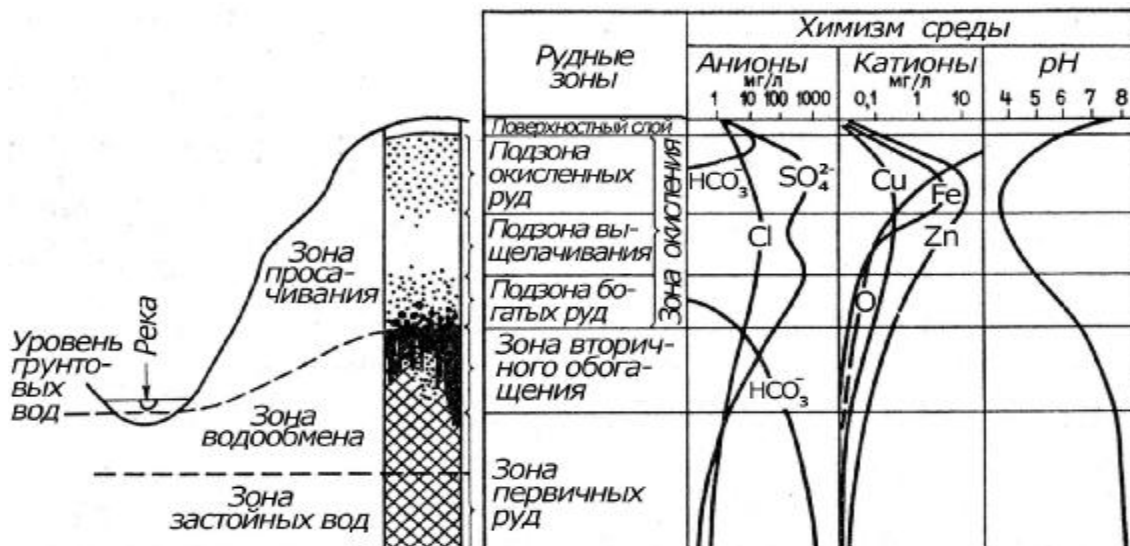 Рудные
зоны
Химизм среды
Анионы
мг/л
1 10 100 1000
Катионы
мг/л
0,1 1 10
pH
4 5 6 7 8
Поверхностный слой
Подзона
окисленных
руд
Подзона вы-
щелачивания
Подзона бо-
гатых руд
Зона окисления
Зона вторич-
ного обога-
щения
Зона
первичных
руд
HCO₃⁻
SO₄²⁻
Cl
HCO₃⁻
Cu
Fe
Zn
O
Зона
проса-
чивания
Река
Уровень
грунто-
вых
вод
Зона
водообмена
Зона
застойных вод